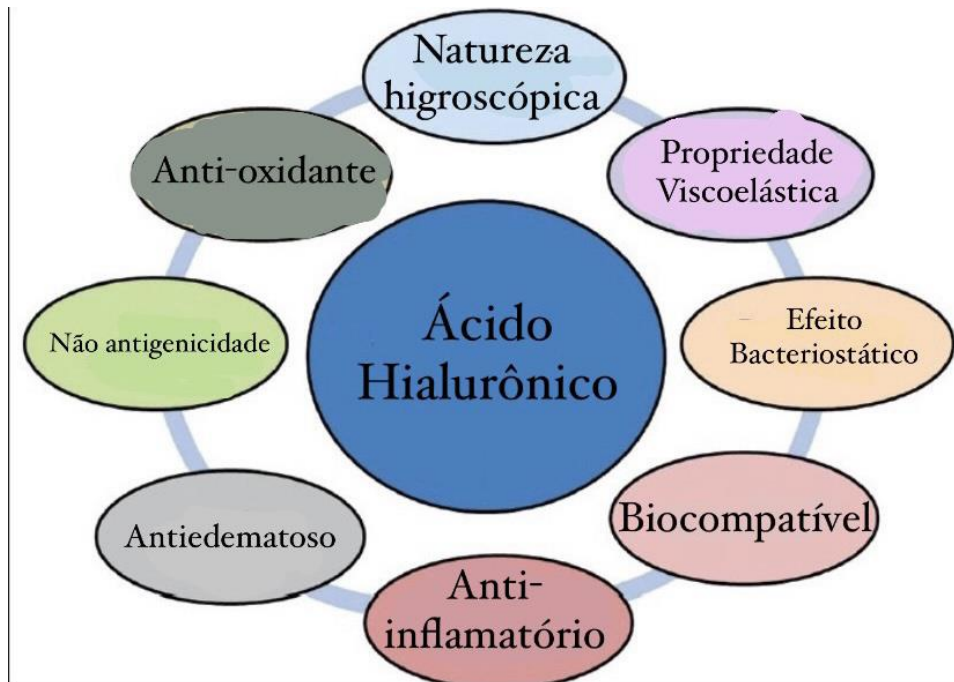 Natureza
higroscópica
Propriedade
Viscoelástica
Efeito
Bacteriostático
Biocompatível
Anti-
inflamatório
Antiedematoso
Não antigenicidade
Anti-oxidante
Ácido
Hialurônico